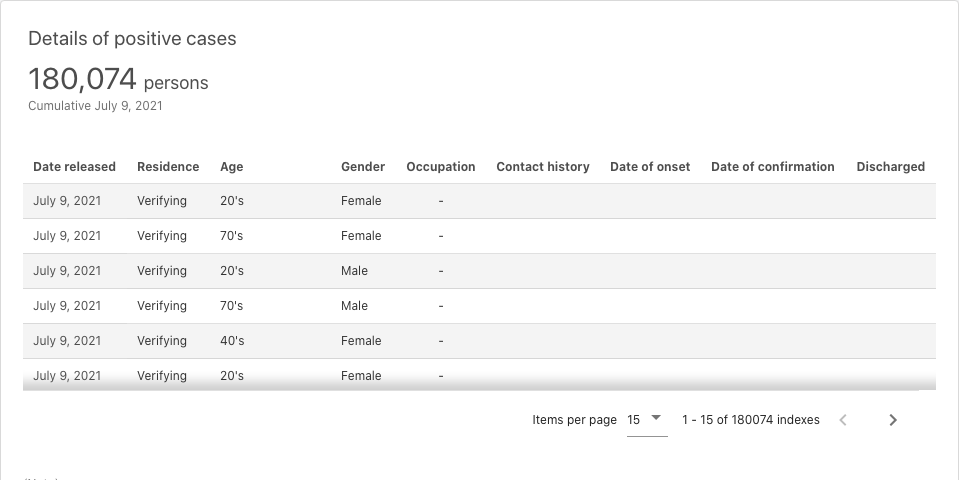 Details of positive cases
180,074 persons
Cumulative July 9, 2021
Date released Residence Age Gender Occupation Contact history Date of onset Date of confirmation Discharged
July 9, 2021 Verifying 20's Female -
July 9, 2021 Verifying 70's Female -
July 9, 2021 Verifying 20's Male -
July 9, 2021 Verifying 70's Male -
July 9, 2021 Verifying 40's Female -
July 9, 2021 Verifying 20's Female -
Items per page 15 1 - 15 of 180074 indexes